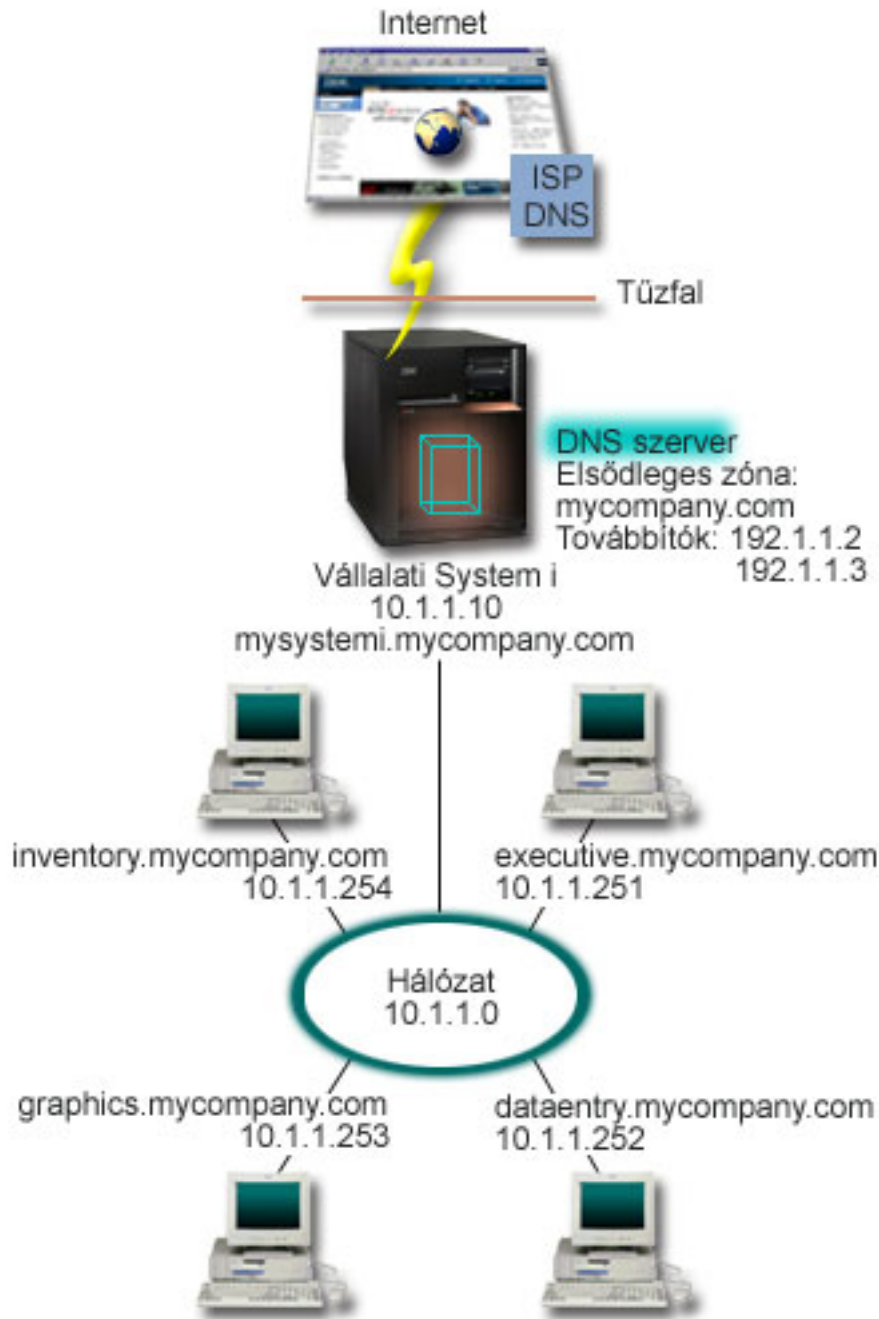 Internet
ISP
DNS
Tűzfal
DNS szerver
Elsődleges zóna:
mycompany.com
Továbbítók: 192.1.1.2
192.1.1.3
Vállalati System i
10.1.1.10
mysystemi.mycompany.com
inventory.mycompany.com
10.1.1.254
executive.mycompany.com
10.1.1.251
Hálózat
10.1.1.0
graphics.mycompany.com
10.1.1.253
dataentry.mycompany.com
10.1.1.252